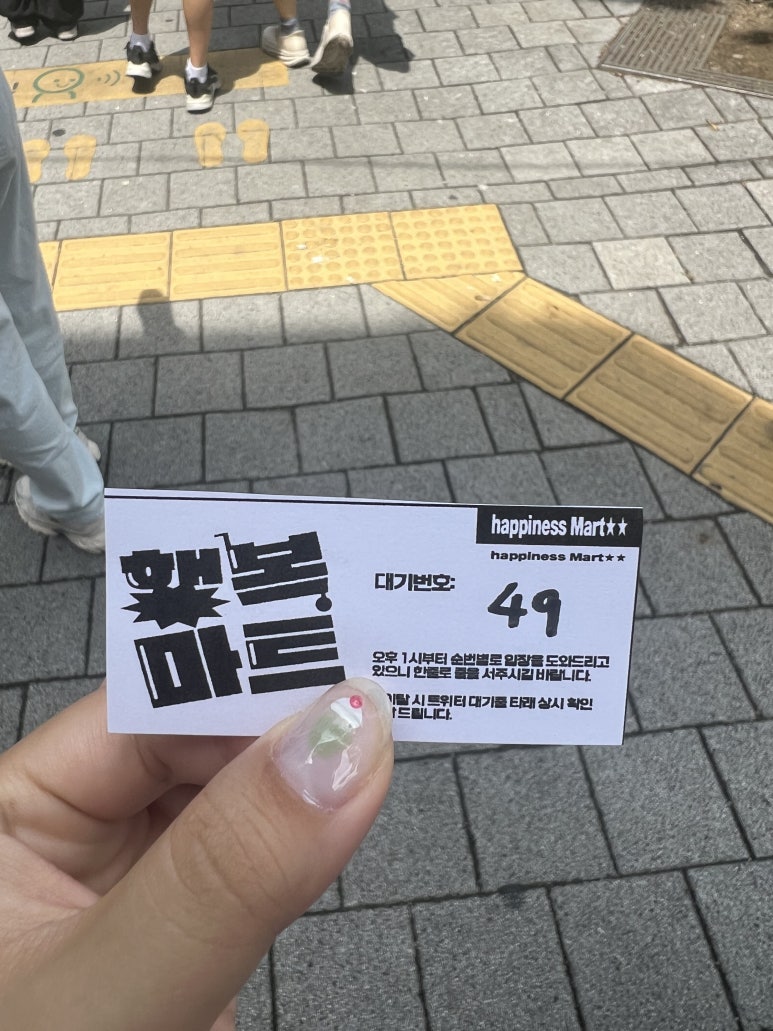 happiness Mart★★
happiness Mart★★
행복
마트
대기번호:
49
오후 1시부터 순번별로 입장을 도와드리고
있으니 한줄로 줄을 서주시길 바랍니다.
이탈 시 트위터 대기줄 타래 상시 확인
드립니다.